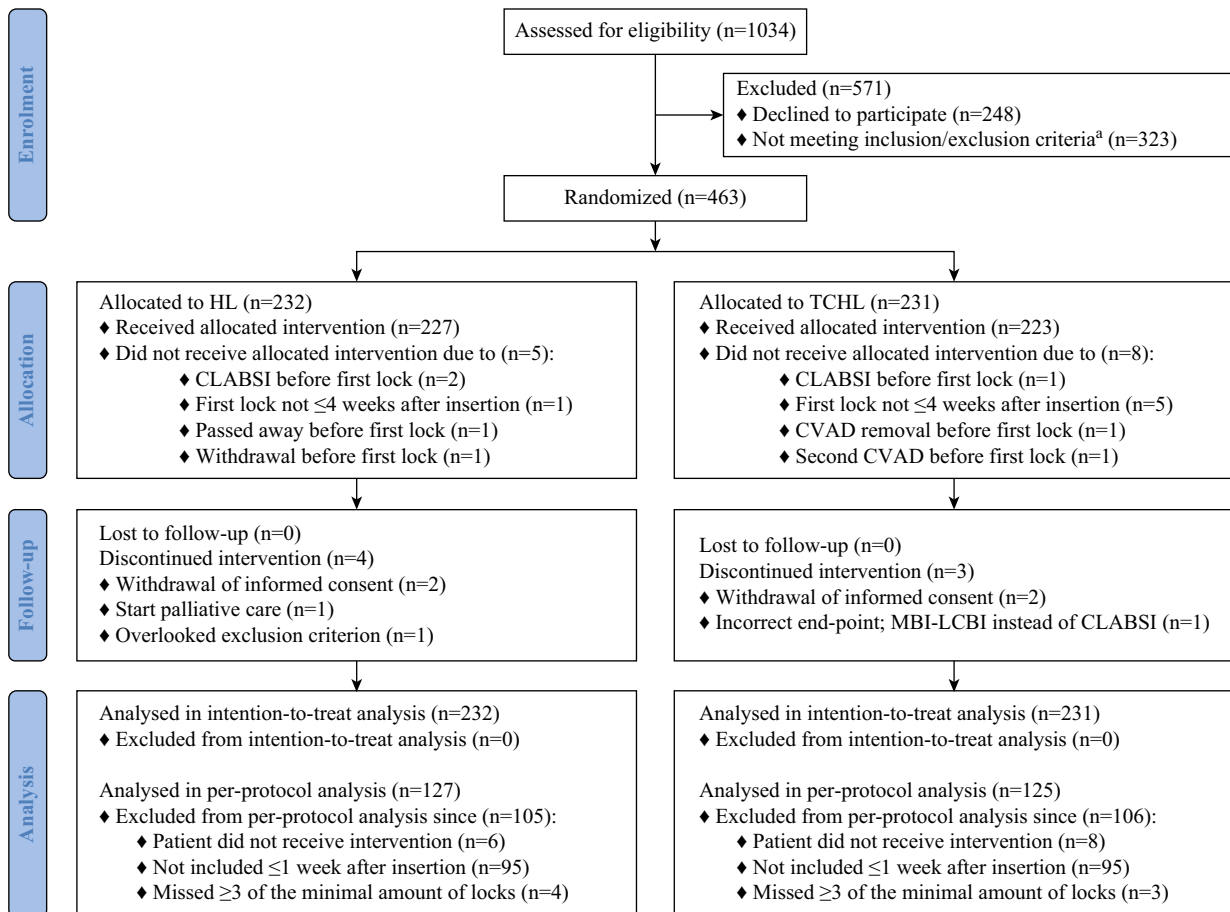 Enrolment
Assessed for eligibility (n=1034)
Excluded (n=571)
♦ Declined to participate (n=248)
♦ Not meeting inclusion/exclusion criteriaᵃ (n=323)
Randomized (n=463)
Allocation
Allocated to HL (n=232)
♦ Received allocated intervention (n=227)
♦ Did not receive allocated intervention due to (n=5):
♦ CLABSI before first lock (n=2)
♦ First lock not ≤4 weeks after insertion (n=1)
♦ Passed away before first lock (n=1)
♦ Withdrawal before first lock (n=1)
Allocated to TCHL (n=231)
♦ Received allocated intervention (n=223)
♦ Did not receive allocated intervention due to (n=8):
♦ CLABSI before first lock (n=1)
♦ First lock not ≤4 weeks after insertion (n=5)
♦ CVAD removal before first lock (n=1)
♦ Second CVAD before first lock (n=1)
Follow-up
Lost to follow-up (n=0)
Discontinued intervention (n=4)
♦ Withdrawal of informed consent (n=2)
♦ Start palliative care (n=1)
♦ Overlooked exclusion criterion (n=1)
Lost to follow-up (n=0)
Discontinued intervention (n=3)
♦ Withdrawal of informed consent (n=2)
♦ Incorrect end-point; MBI-LCBI instead of CLABSI (n=1)
Analysis
Analysed in intention-to-treat analysis (n=232)
♦ Excluded from intention-to-treat analysis (n=0)
Analysed in per-protocol analysis (n=127)
♦ Excluded from per-protocol analysis since (n=105):
♦ Patient did not receive intervention (n=6)
♦ Not included ≤1 week after insertion (n=95)
♦ Missed ≥3 of the minimal amount of locks (n=4)
Analysed in intention-to-treat analysis (n=231)
♦ Excluded from intention-to-treat analysis (n=0)
Analysed in per-protocol analysis (n=125)
♦ Excluded from per-protocol analysis since (n=106):
♦ Patient did not receive intervention (n=8)
♦ Not included ≤1 week after insertion (n=95)
♦ Missed ≥3 of the minimal amount of locks (n=3)